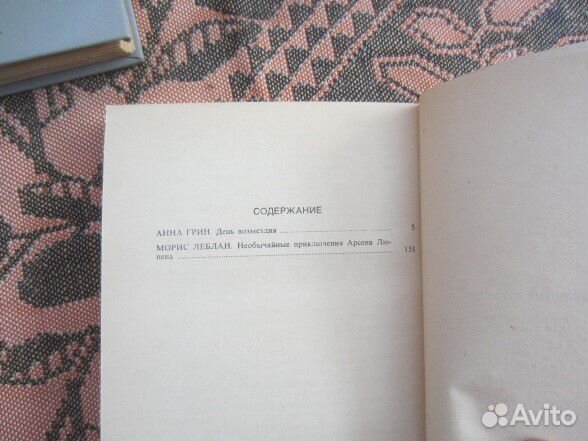 СОДЕРЖАНИЕ
АННА ГРИН. День возмездия ........ 5
МОРИС ЛЕБЛАН. Необычайные приключения Арсена Лю-
пена ........ 151
Avito